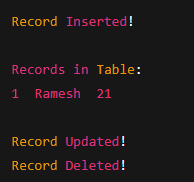 Record Inserted!
Records in Table:
1  Ramesh  21
Record Updated!
Record Deleted!